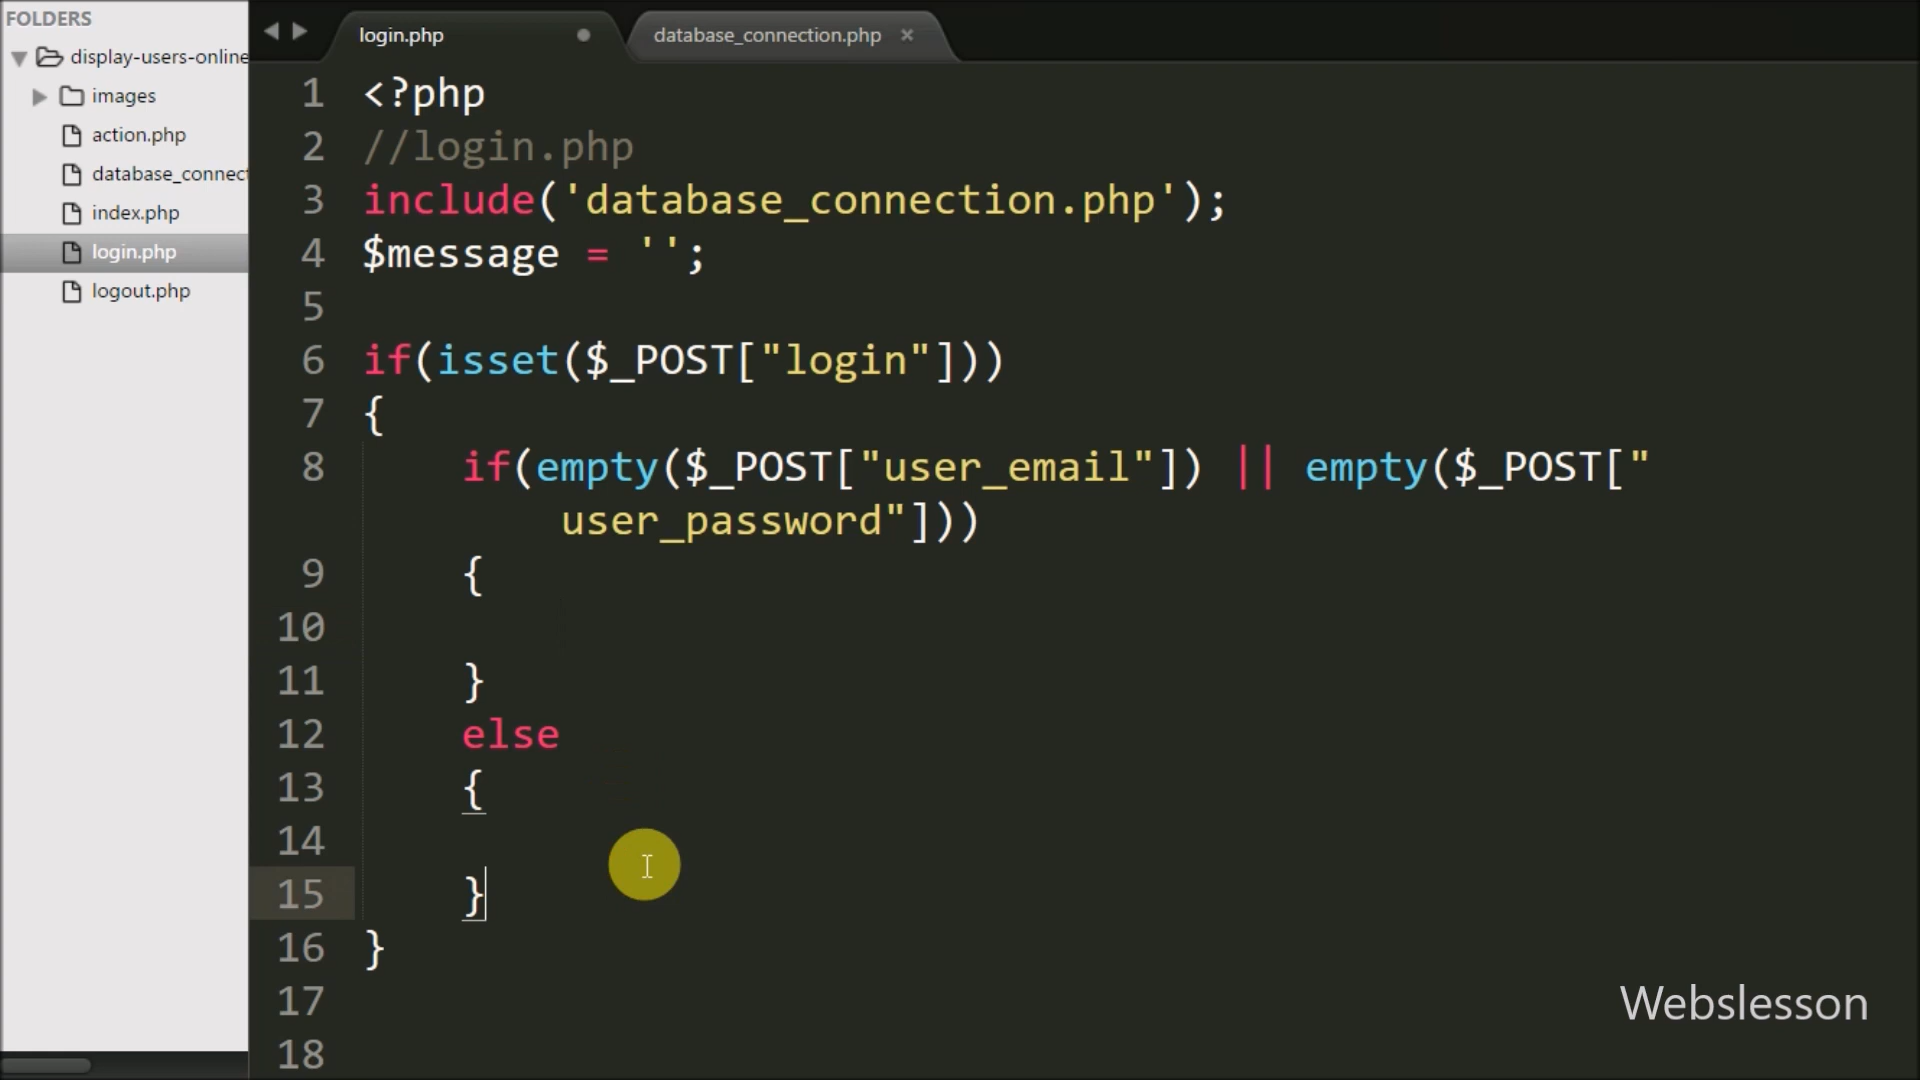 FOLDERS
display-users-online
images
action.php
database_connect
index.php
login.php
logout.php
login.php
database_connection.php
1 <?php
2 //login.php
3 include('database_connection.php');
4 $message = '';
5
6 if(isset($_POST["login"]))
7 {
8 if(empty($_POST["user_email"]) || empty($_POST["
user_password"]))
9 {
10
11 }
12 else
13 {
14
15 }
16 }
17
18
Webslesson